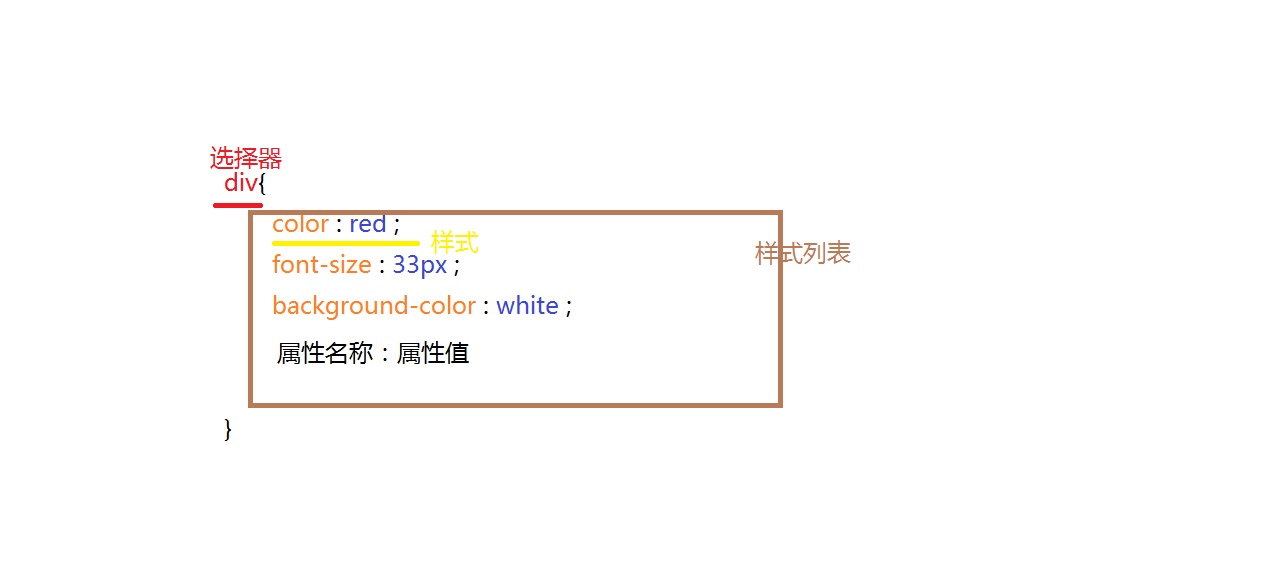 选择器
div{
color : red ;
样式
样式列表
font-size : 33px ;
background-color : white ;
属性名称：属性值
}